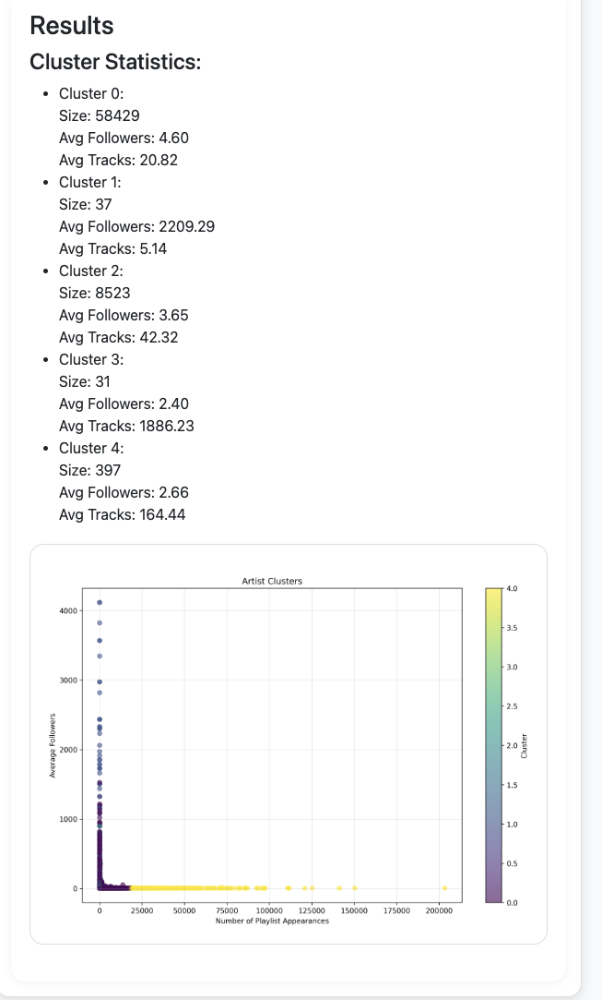 Results
Cluster Statistics:
• Cluster 0:
Size: 58429
Avg Followers: 4.60
Avg Tracks: 20.82
• Cluster 1:
Size: 37
Avg Followers: 2209.29
Avg Tracks: 5.14
• Cluster 2:
Size: 8523
Avg Followers: 3.65
Avg Tracks: 42.32
• Cluster 3:
Size: 31
Avg Followers: 2.40
Avg Tracks: 1886.23
• Cluster 4:
Size: 397
Avg Followers: 2.66
Avg Tracks: 164.44
Artist Clusters
4000
3000
2000
1000
0
Average Followers
0 25000 50000 75000 100000 125000 150000 175000 200000
Number of Playlist Appearances
4.0
3.5
3.0
2.5
2.0
1.5
1.0
0.5
0.0
Cluster